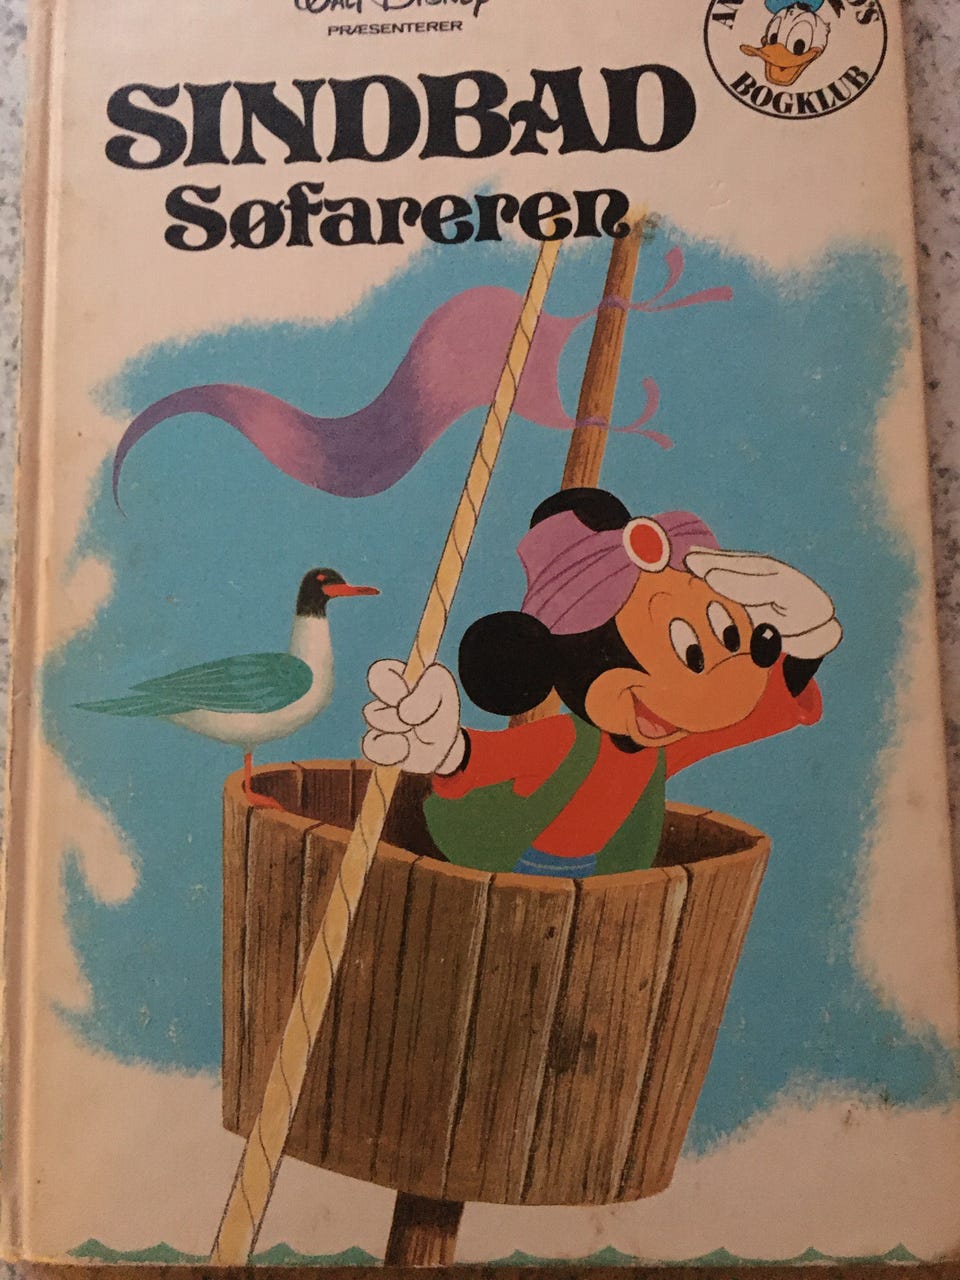 WALT DISNEY
PRÆSENTERER
SINDBAD
Søfareren
BOGKLUB